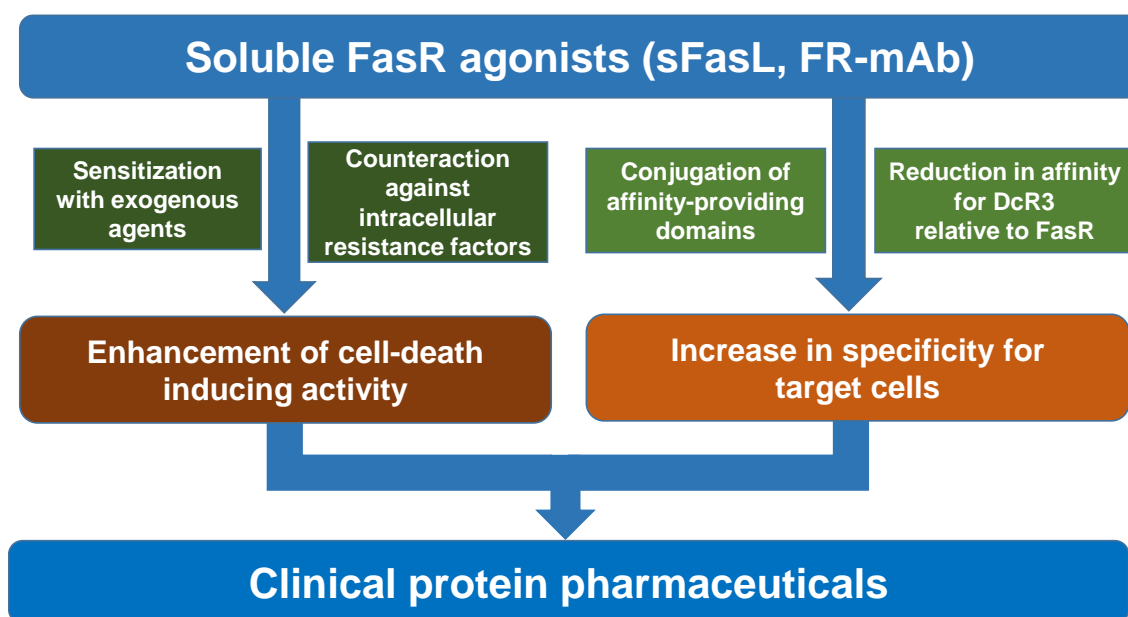 Soluble FasR agonists (sFasL, FR-mAb)
Sensitization
with exogenous
agents
Counteraction
against
intracellular
resistance factors
Conjugation of
affinity-providing
domains
Reduction in affinity
for DcR3
relative to FasR
Enhancement of cell-death
inducing activity
Increase in specificity for
target cells
Clinical protein pharmaceuticals